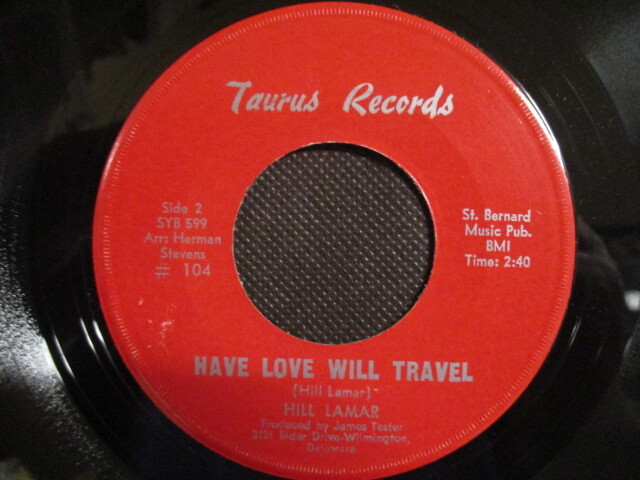 Taurus Records
Side 2
SYB 599
Arr: Herman
Stevens
# 104
St. Bernard
Music Pub.
BMI
Time: 2:40
HAVE LOVE WILL TRAVEL
(Hill Lamar)
HILL LAMAR
Produced by James Tester
2131 Elder Drive-Wilmington,
Delaware